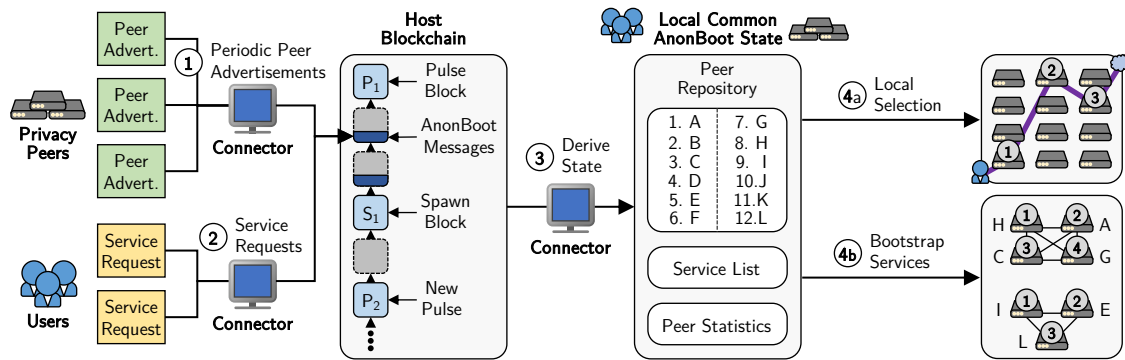 Privacy
Peers
Peer
Advert.
Peer
Advert.
Peer
Advert.
1 Periodic Peer
Advertisements
Connector
Users
Service
Request
Service
Request
2 Service
Requests
Connector
Host
Blockchain
P1
Pulse
Block
AnonBoot
Messages
S1
Spawn
Block
P2
New
Pulse
3 Derive
State
Connector
Local Common
AnonBoot State
Peer
Repository
1. A
2. B
3. C
4. D
5. E
6. F
7. G
8. H
9. I
10.J
11.K
12.L
Service List
Peer Statistics
4a Local
Selection
2
3
1
4b Bootstrap
Services
H 1 2 A
C 3 4 G
I 1 2 E
L 3